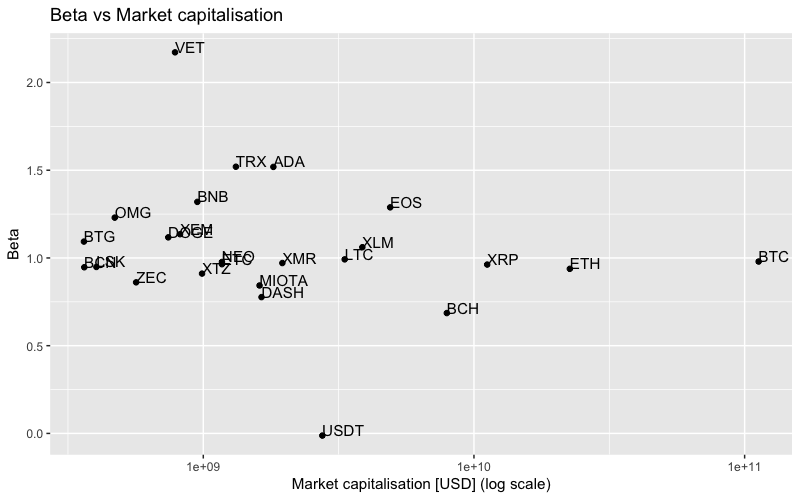 Beta vs Market capitalisation
VET
2.0
TRX
ADA
1.5
BNB
EOS
OMG
XEM
DOGE
BTG
XLM
NEO
ETC
LTC
BTC
1.0
XMR
XRP
BCN
LSK
XTZ
ETH
ZEC
MIOTA
DASH
BCH
0.5
USDT
0.0
Beta
1e+09
1e+10
1e+11
Market capitalisation [USD] (log scale)